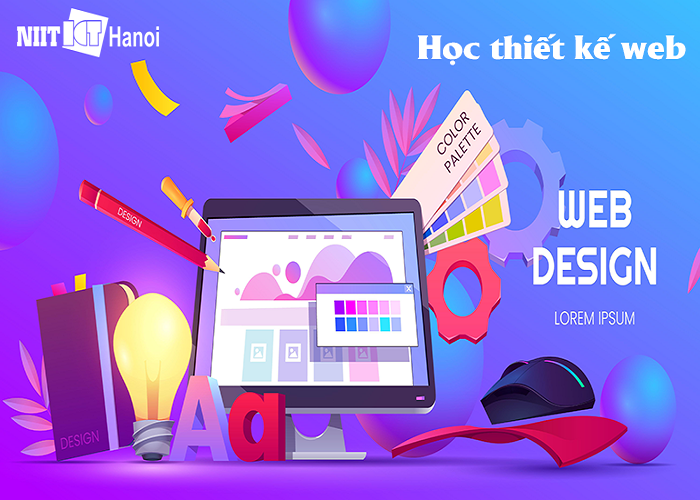 NIIT ICT Hanoi
Học thiết kế web
COLOR
PALETTE
DESIGN
WEB
DESIGN
LOREM IPSUM
DESIGN
Aa